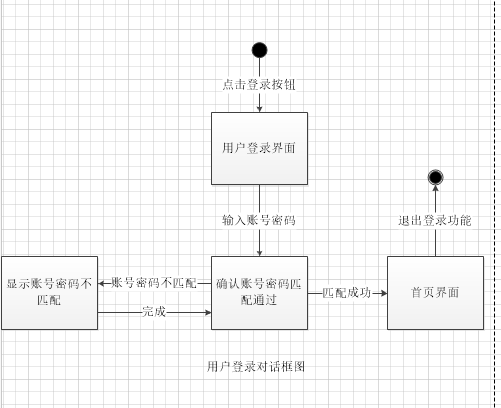 点击登录按钮
用户登录界面
输入账号密码
退出登录功能
显示账号密码不
匹配
账号密码不匹配
完成
确认账号密码匹
配通过
匹配成功
首页界面
用户登录对话框图